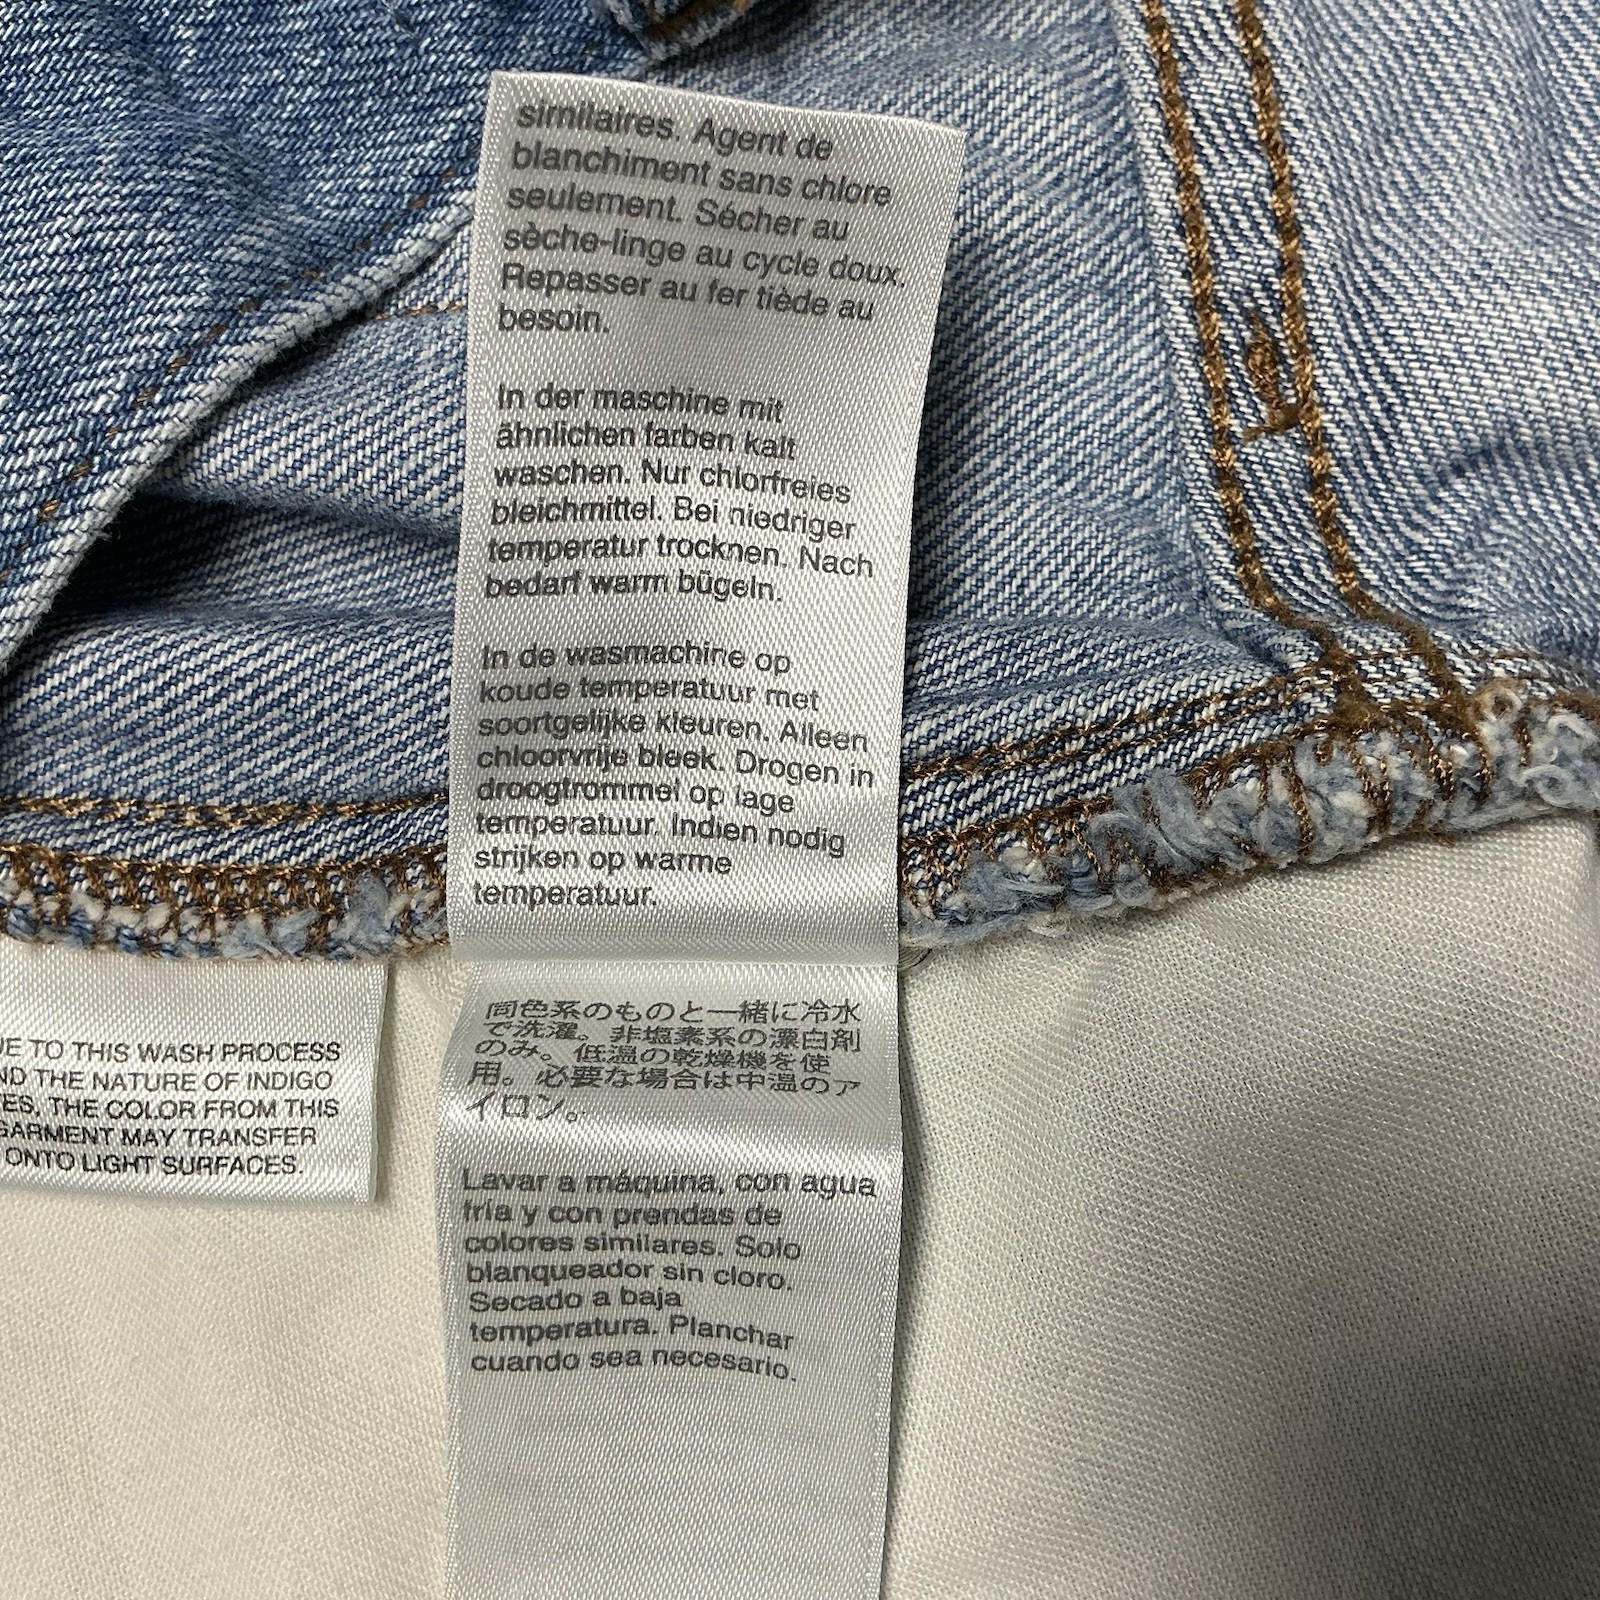 similaires. Agent de
blanchiment sans chlore
seulement. Sécher au
sèche-linge au cycle doux.
Repasser au fer tiède au
besoin.
In der maschine mit
ähnlichen farben kalt
waschen. Nur chlorfreies
bleichmittel. Bei niedriger
temperatur trocknen. Nach
bedarf warm bügeln.
In de wasmachine op
koude temperatuur met
soortgelijke kleuren. Alleen
chloorvrije bleek. Drogen in
droogtrommel op lage
temperatuur. Indien nodig
strijken op warme
temperatuur.
同色系のものと一緒に冷水
で洗濯。非塩素系の漂白剤
のみ。低温の乾燥機を使
用。必要な場合は中温のア
イロン。
Lavar a máquina, con agua
fría y con prendas de
colores similares. Solo
blanqueador sin cloro.
Secado a baja
temperatura. Planchar
cuando sea necesario.
UE TO THIS WASH PROCESS
ND THE NATURE OF INDIGO
ES, THE COLOR FROM THIS
GARMENT MAY TRANSFER
ONTO LIGHT SURFACES.